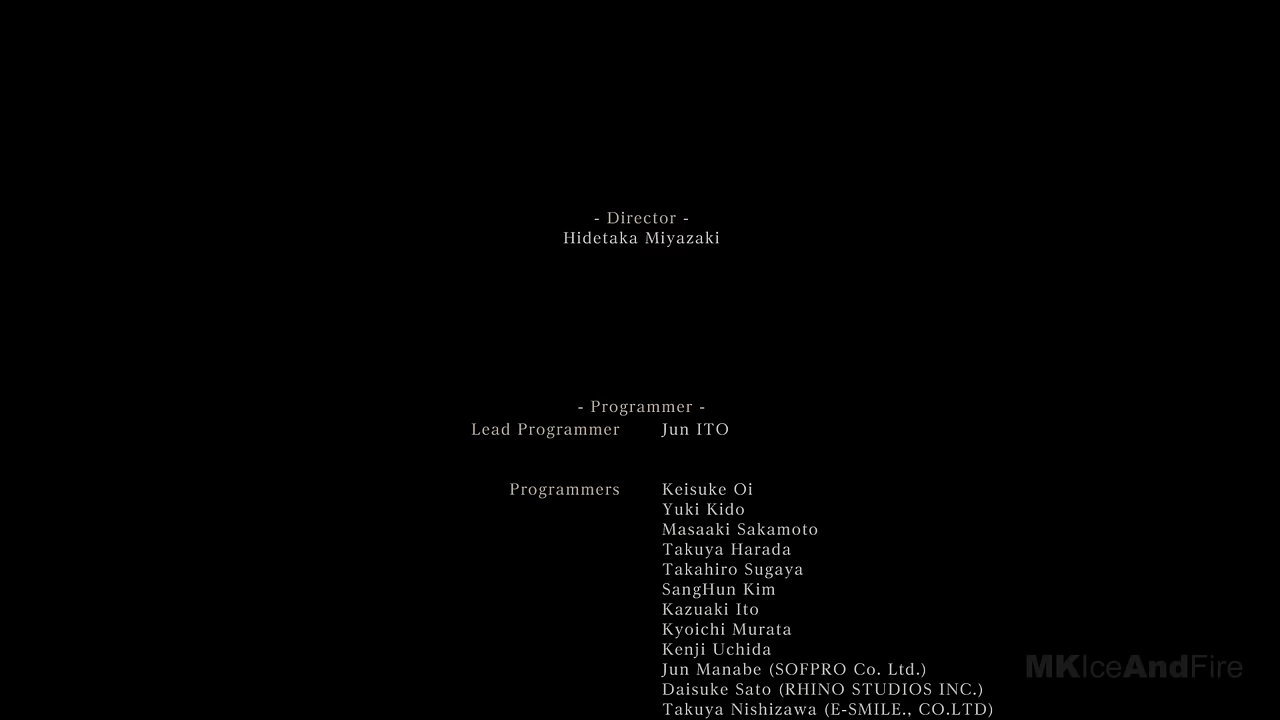 - Director -
Hidetaka Miyazaki
- Programmer -
Lead Programmer Jun ITO
Programmers Keisuke Oi
Yuki Kido
Masaaki Sakamoto
Takuya Harada
Takahiro Sugaya
SangHun Kim
Kazuaki Ito
Kyoichi Murata
Kenji Uchida
Jun Manabe (SOFPRO Co. Ltd.)
Daisuke Sato (RHINO STUDIOS INC.)
Takuya Nishizawa (E-SMILE., CO.LTD)
MKIceAndFire